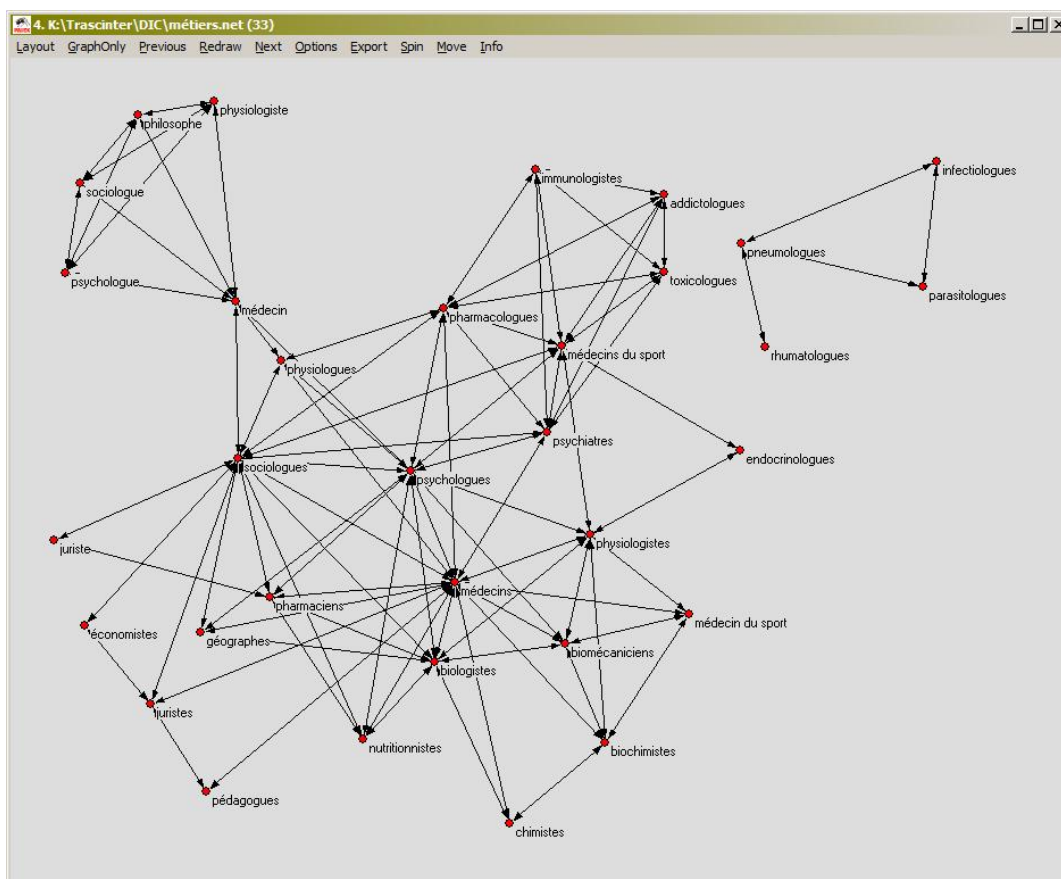 4. K:\Trascinter\DIC\métiers.net (33)
Layout GraphOnly Previous Redraw Next Options Export Spin Move Info
physiologiste
philosophe
infectiologues
immunologistes
sociologue
addictologues
pneumologues
psychologue
toxicologues
parasitologues
médecin
pharmacologues
rhumatologues
médecins du sport
physiologues
psychiatres
endocrinologues
sociologues
psychologues
physiologistes
juriste
médecins
pharmaciens
médecin du sport
économistes
géographes
biomécaniciens
biologistes
juristes
nutritionnistes
biochimistes
pédagogues
chimistes